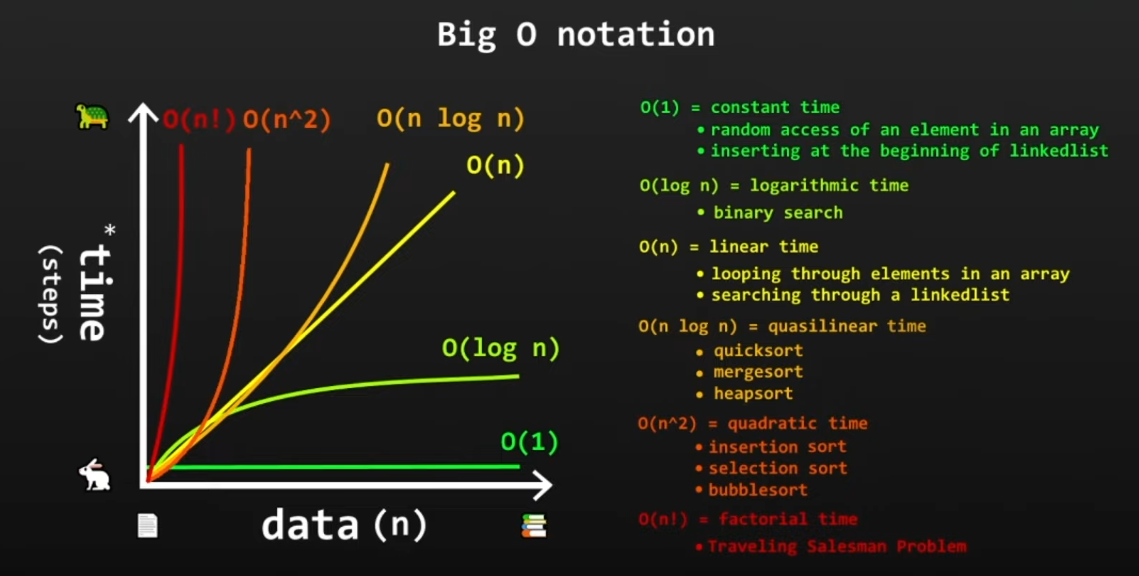 Big O notation
O(n!)
O(n^2)
O(n log n)
O(n)
O(log n)
O(1)
*time
(steps)
data (n)
O(1) = constant time
• random access of an element in an array
• inserting at the beginning of linkedlist
O(log n) = logarithmic time
• binary search
O(n) = linear time
• looping through elements in an array
• searching through a linkedlist
O(n log n) = quasilinear time
• quicksort
• mergesort
• heapsort
O(n^2) = quadratic time
• insertion sort
• selection sort
• bubblesort
O(n!) = factorial time
• Traveling Salesman Problem